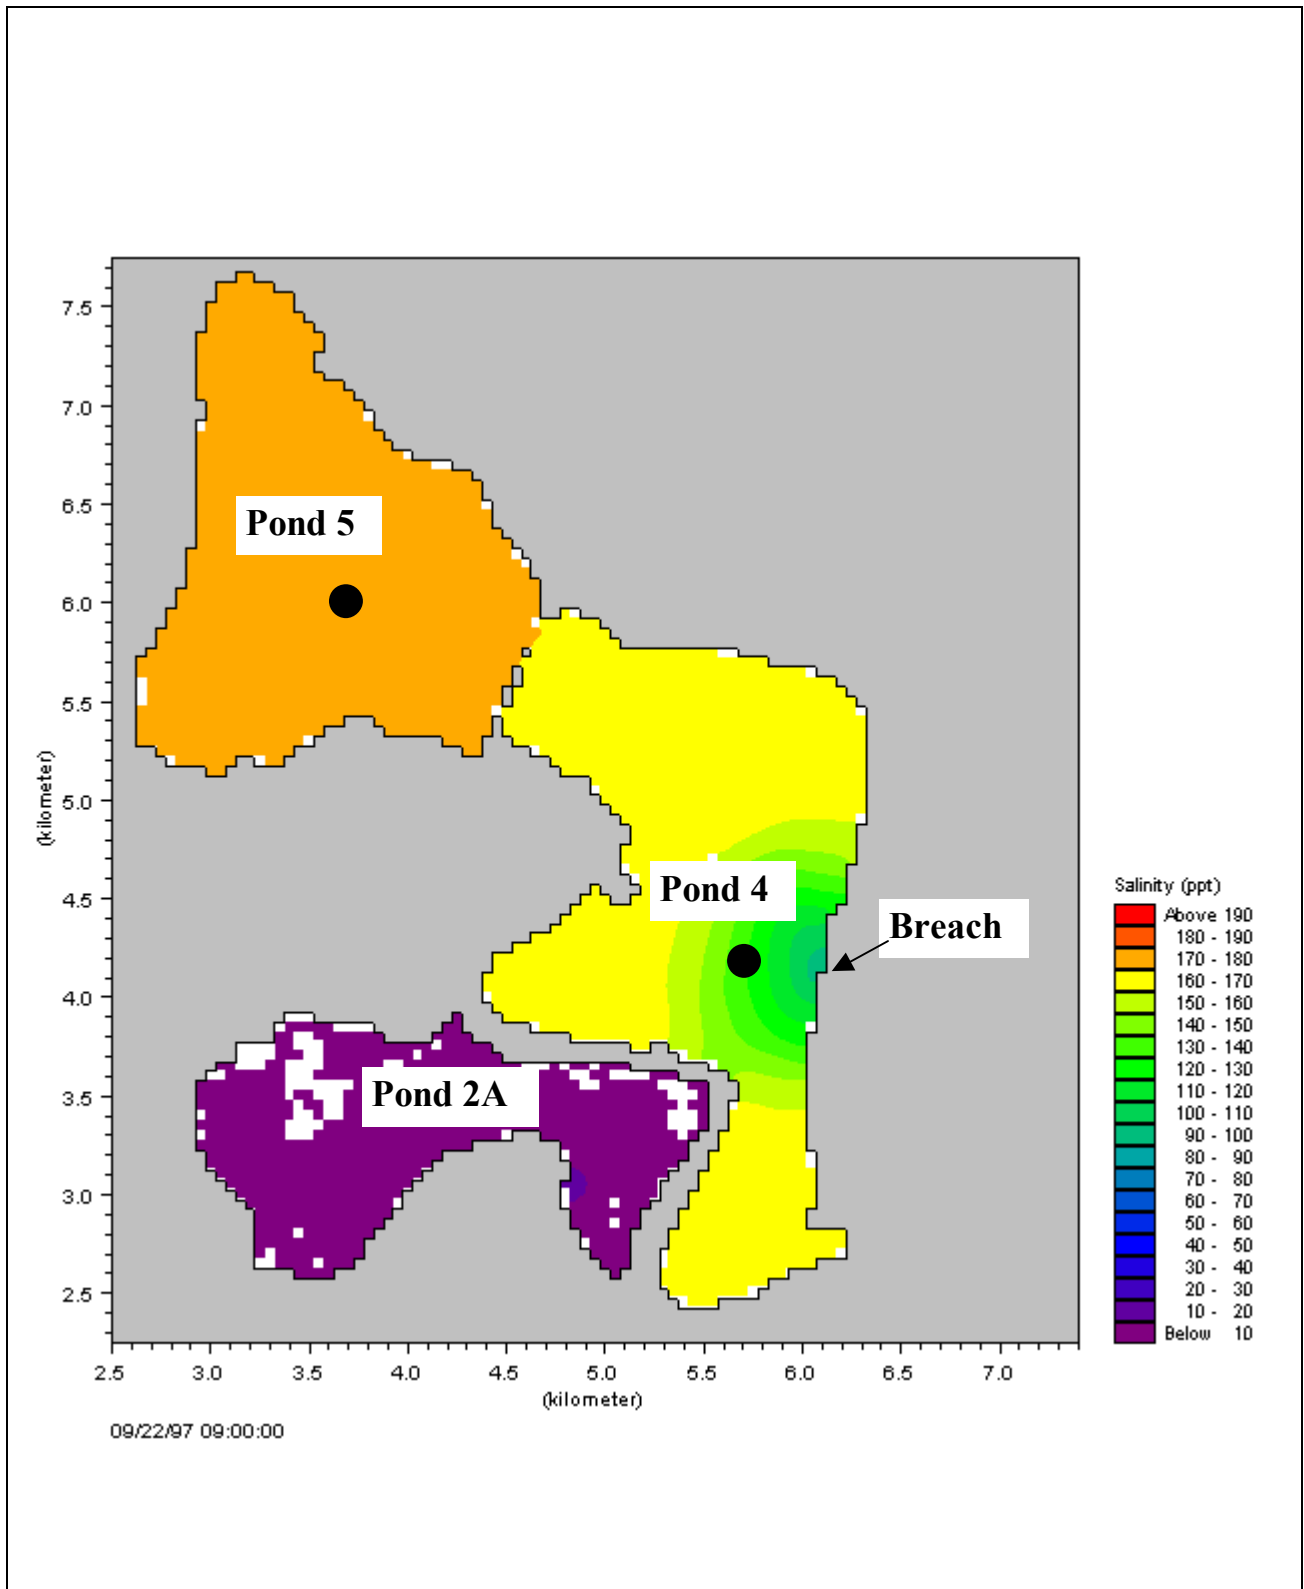 7.5
7.0
6.5
6.0
5.5
5.0
4.5
4.0
3.5
3.0
2.5
(kilometer)
Pond 5
Pond 4
Breach
Pond 2A
2.5 3.0 3.5 4.0 4.5 5.0 5.5 6.0 6.5 7.0
(kilometer)
09/22/97 09:00:00
Salinity (ppt)
Above 190
180 - 190
170 - 180
160 - 170
150 - 160
140 - 150
130 - 140
120 - 130
110 - 120
100 - 110
90 - 100
80 - 90
70 - 80
60 - 70
50 - 60
40 - 50
30 - 40
20 - 30
10 - 20
Below 10